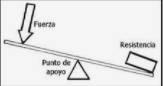 Fuerza
Resistencia
Punto de
apoyo